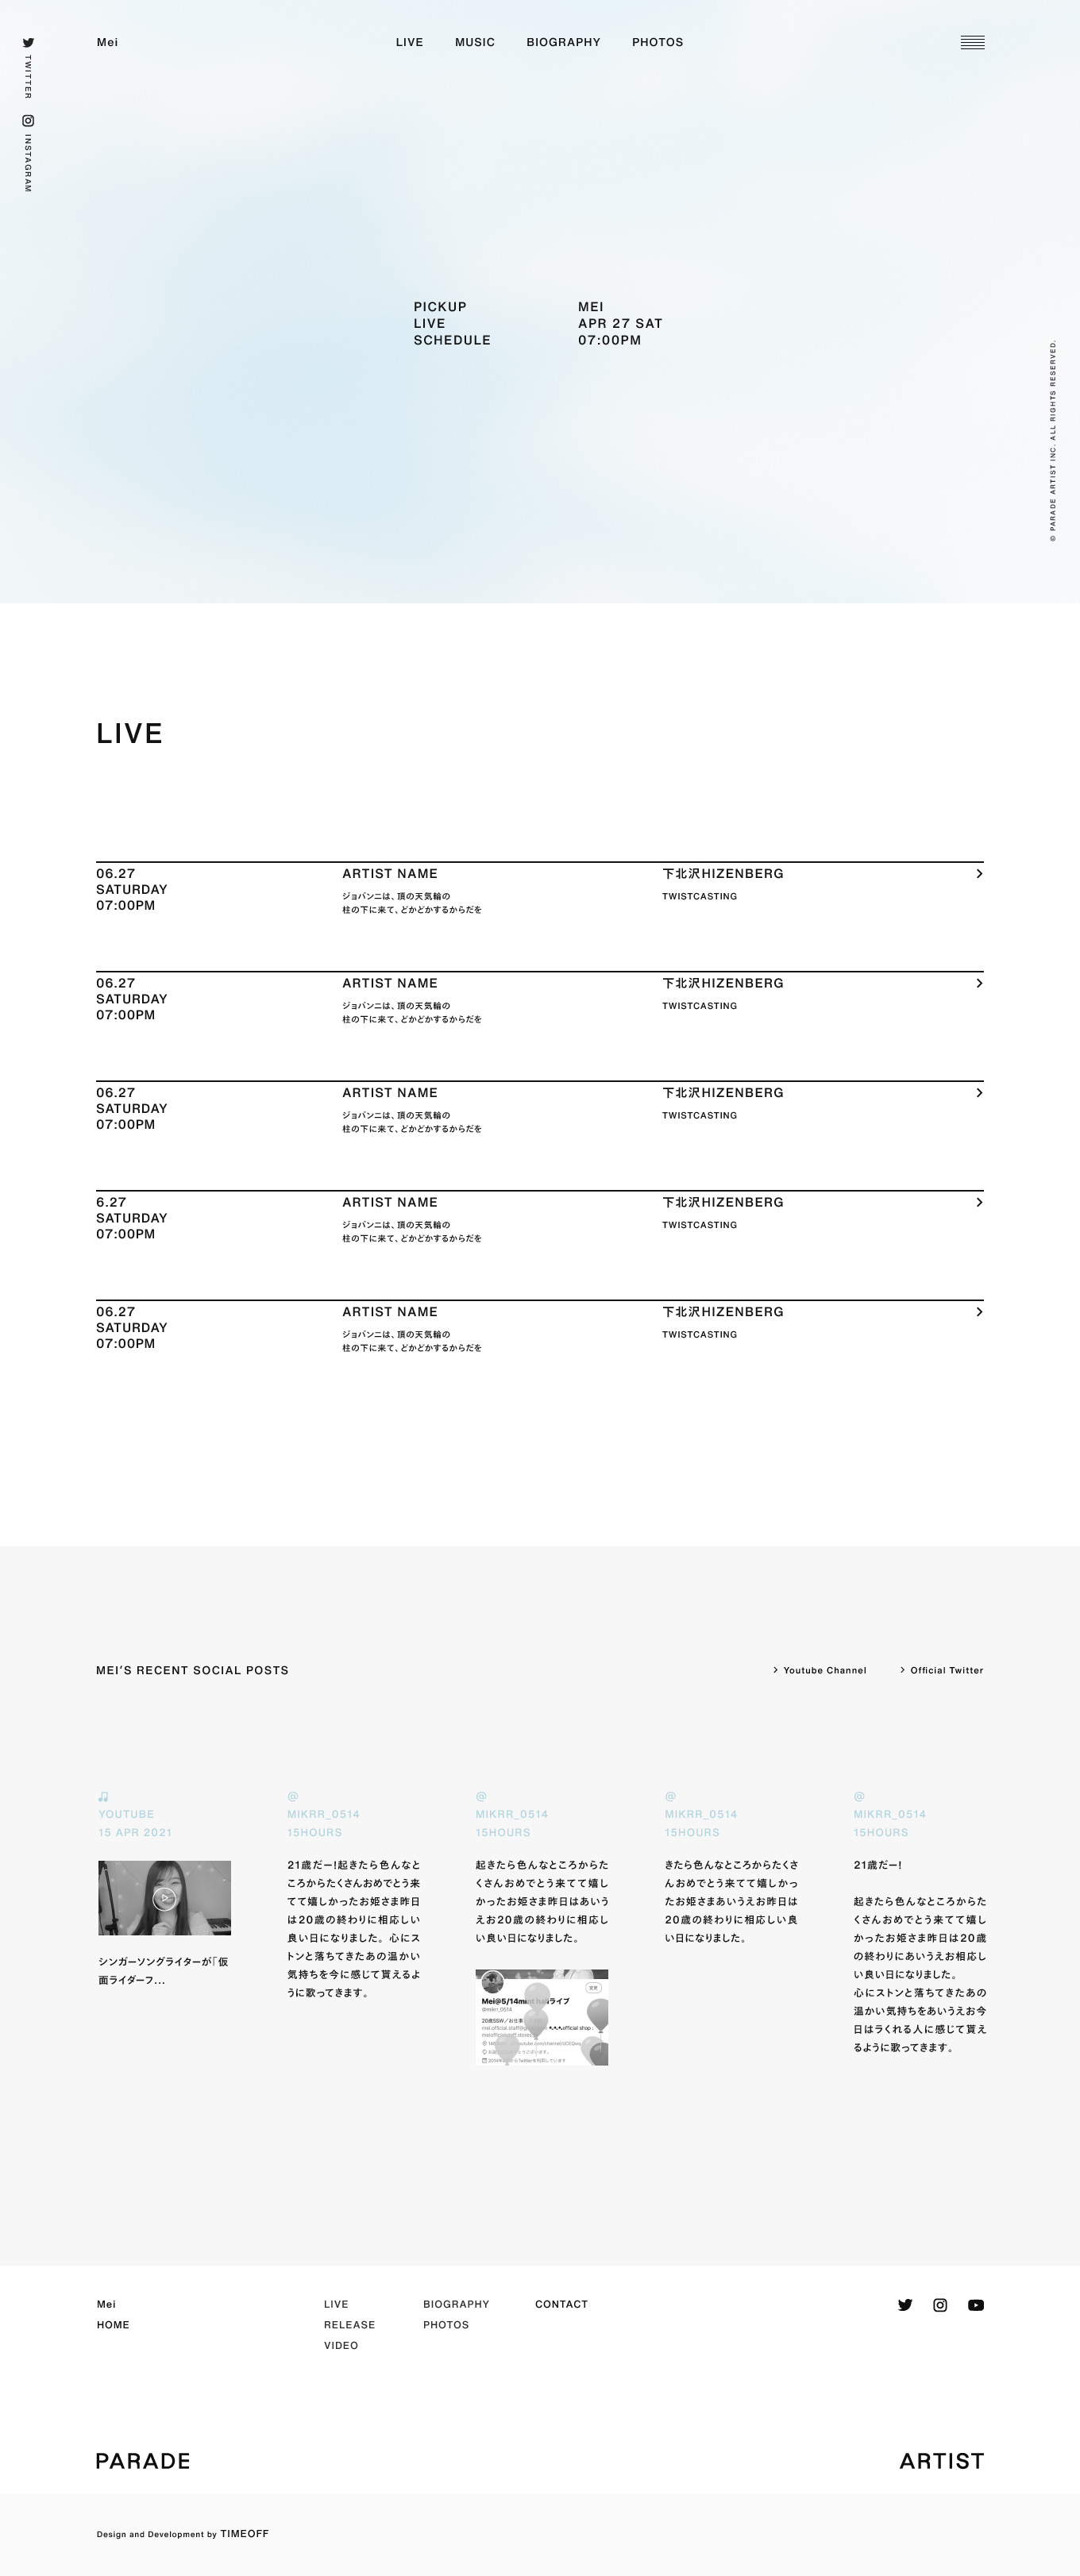 Mei
LIVE MUSIC BIOGRAPHY PHOTOS
TWITTER
INSTAGRAM
PICKUP
LIVE
SCHEDULE
MEI
APR 27 SAT
07:00PM
© PARADE ARTIST INC. ALL RIGHTS RESERVED.
LIVE
06.27
SATURDAY
07:00PM
ARTIST NAME
ジョバンニは、頂の天気輪の
柱の下に来て、どかどかするからだを
下北沢HIZENBERG
TWISTCASTING
06.27
SATURDAY
07:00PM
ARTIST NAME
ジョバンニは、頂の天気輪の
柱の下に来て、どかどかするからだを
下北沢HIZENBERG
TWISTCASTING
06.27
SATURDAY
07:00PM
ARTIST NAME
ジョバンニは、頂の天気輪の
柱の下に来て、どかどかするからだを
下北沢HIZENBERG
TWISTCASTING
6.27
SATURDAY
07:00PM
ARTIST NAME
ジョバンニは、頂の天気輪の
柱の下に来て、どかどかするからだを
下北沢HIZENBERG
TWISTCASTING
06.27
SATURDAY
07:00PM
ARTIST NAME
ジョバンニは、頂の天気輪の
柱の下に来て、どかどかするからだを
下北沢HIZENBERG
TWISTCASTING
MEI'S RECENT SOCIAL POSTS
Youtube Channel
Official Twitter
YOUTUBE
15 APR 2021
シンガーソングライターが「仮
面ライダーフ...
@
MIKRR_0514
15HOURS
21歳だー!起きたら色んなと
ころからたくさんおめでとう来
てて嬉しかったお姫さま昨日
は20歳の終わりに相応しい
良い日になりました。心にス
トンと落ちてきたあの温かい
気持ちを今に感じて貰えるよ
うに歌ってきます。
@
MIKRR_0514
15HOURS
起きたら色んなところからた
くさんおめでとう来てて嬉し
かったお姫さま昨日はあいう
えお20歳の終わりに相応し
い良い日になりました。
Mei@5/14
ライブ
@mikrr_0514
20歳SSW／お仕事
official shop
@
MIKRR_0514
15HOURS
きたら色んなところからたくさ
んおめでとう来てて嬉しかっ
たお姫さまあいうえお昨日は
20歳の終わりに相応しい良
い日になりました。
@
MIKRR_0514
15HOURS
21歳だー!
起きたら色んなところからた
くさんおめでとう来てて嬉し
かったお姫さま昨日は20歳
の終わりにあいうえお相応し
い良い日になりました。
心にストンと落ちてきたあの
温かい気持ちをあいうえお今
日はラくれる人に感じて貰え
るように歌ってきます。
Mei
HOME
LIVE
RELEASE
VIDEO
BIOGRAPHY
PHOTOS
CONTACT
PARADE
ARTIST
Design and Development by TIMEOFF